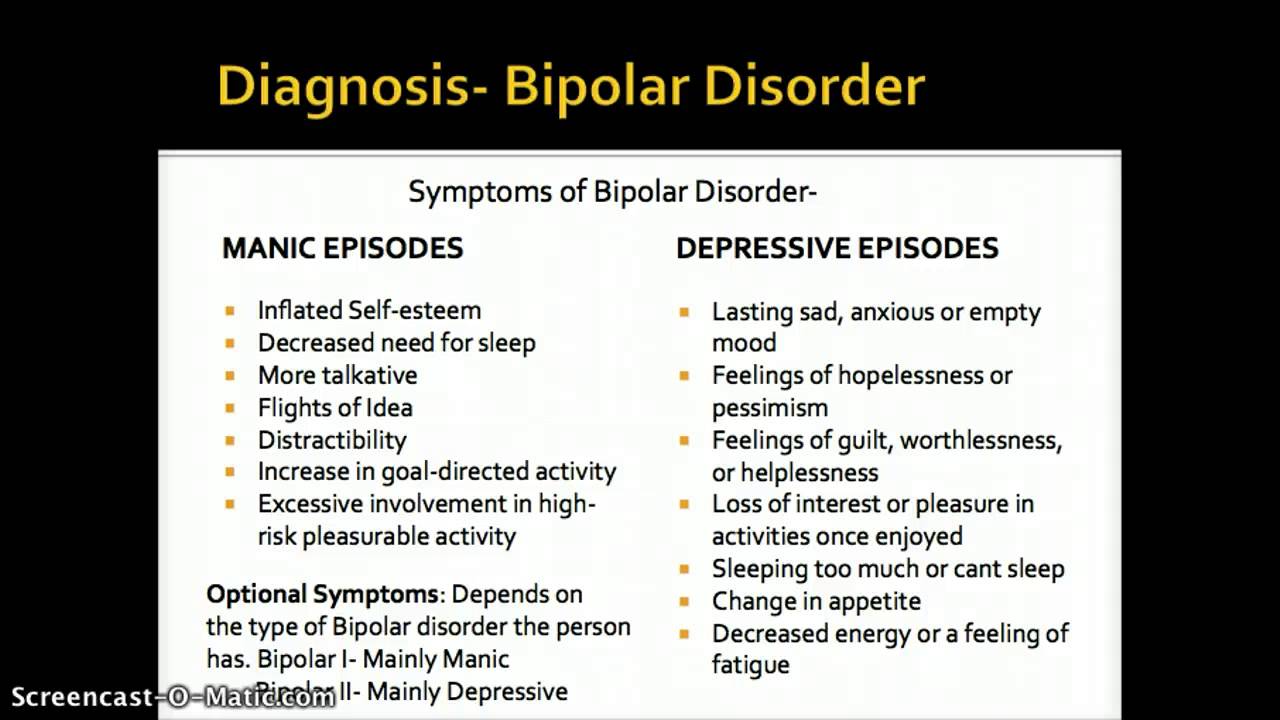 Diagnosis- Bipolar Disorder
Symptoms of Bipolar Disorder-
MANIC EPISODES
Inflated Self-esteem
Decreased need for sleep
More talkative
Flights of Idea
Distractibility
Increase in goal-directed activity
Excessive involvement in high-
risk pleasurable activity
Optional Symptoms: Depends on
the type of Bipolar disorder the person
has. Bipolar I- Mainly Manic
Bipolar II- Mainly Depressive
DEPRESSIVE EPISODES
Lasting sad, anxious or empty
mood
Feelings of hopelessness or
pessimism
Feelings of guilt, worthlessness,
or helplessness
Loss of interest or pleasure in
activities once enjoyed
Sleeping too much or cant sleep
Change in appetite
Decreased energy or a feeling of
fatigue
Screencast-O-Matic.com